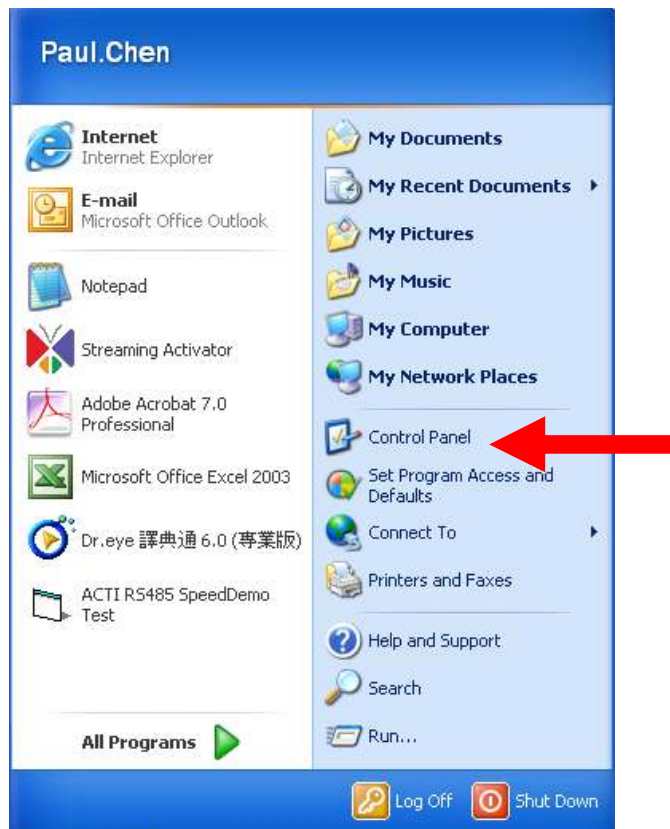 Paul.Chen
Internet
Internet Explorer
E-mail
Microsoft Office Outlook
Notepad
Streaming Activator
Adobe Acrobat 7.0
Professional
Microsoft Office Excel 2003
Dr.eye 譯典通 6.0 (專業版)
ACTI RS485 SpeedDemo
Test
All Programs
My Documents
My Recent Documents
My Pictures
My Music
My Computer
My Network Places
Control Panel
Set Program Access and
Defaults
Connect To
Printers and Faxes
Help and Support
Search
Run...
Log Off
Shut Down